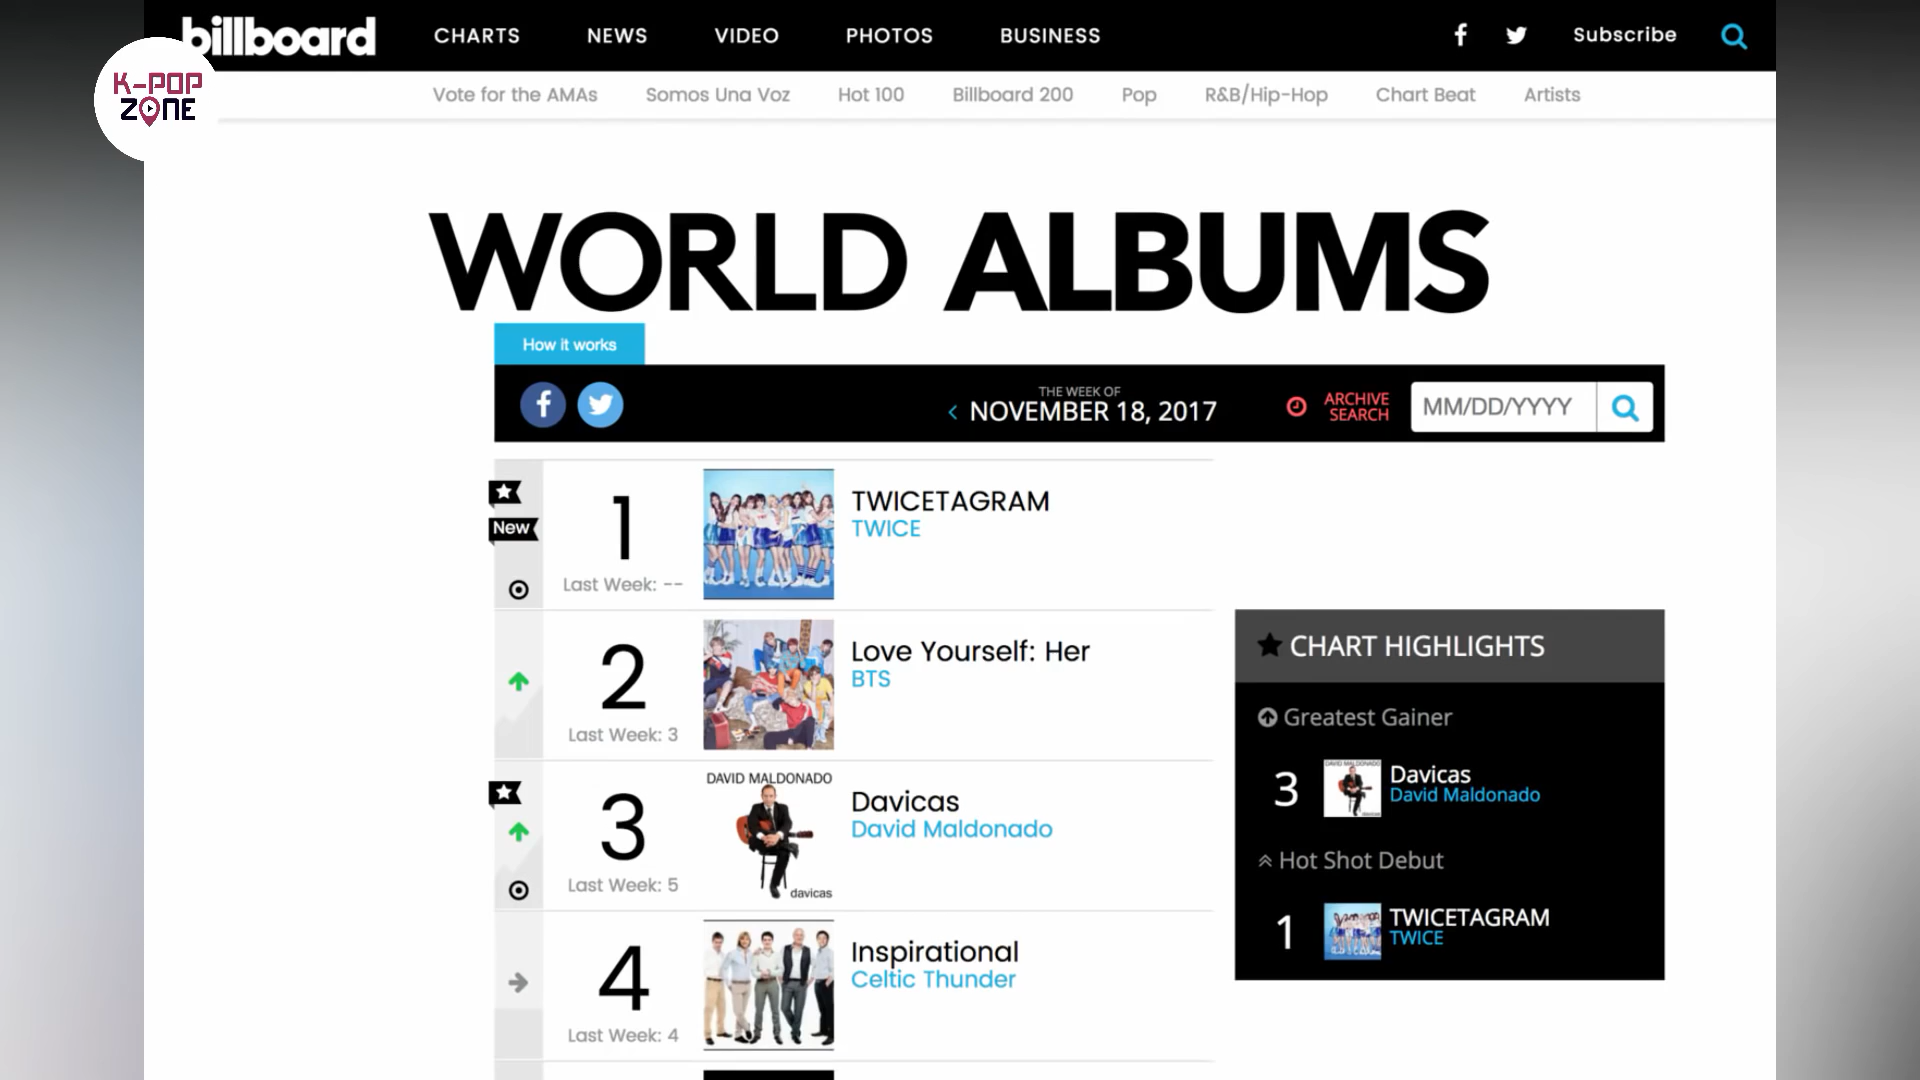 billboard
CHARTS NEWS VIDEO PHOTOS BUSINESS
Subscribe
K-POP
ZONE
Vote for the AMAs Somos Una Voz Hot 100 Billboard 200 Pop R&B/Hip-Hop Chart Beat Artists
WORLD ALBUMS
How it works
THE WEEK OF
< NOVEMBER 18, 2017
ARCHIVE
SEARCH
MM/DD/YYYY
New
1
Last Week: --
TWICETAGRAM
TWICE
2
Last Week: 3
Love Yourself: Her
BTS
3
Last Week: 5
DAVID MALDONADO
davicas
Davicas
David Maldonado
4
Last Week: 4
Inspirational
Celtic Thunder
CHART HIGHLIGHTS
Greatest Gainer
3
DAVID MALDONADO
davicas
Davicas
David Maldonado
Hot Shot Debut
1
TWICETAGRAM
TWICE